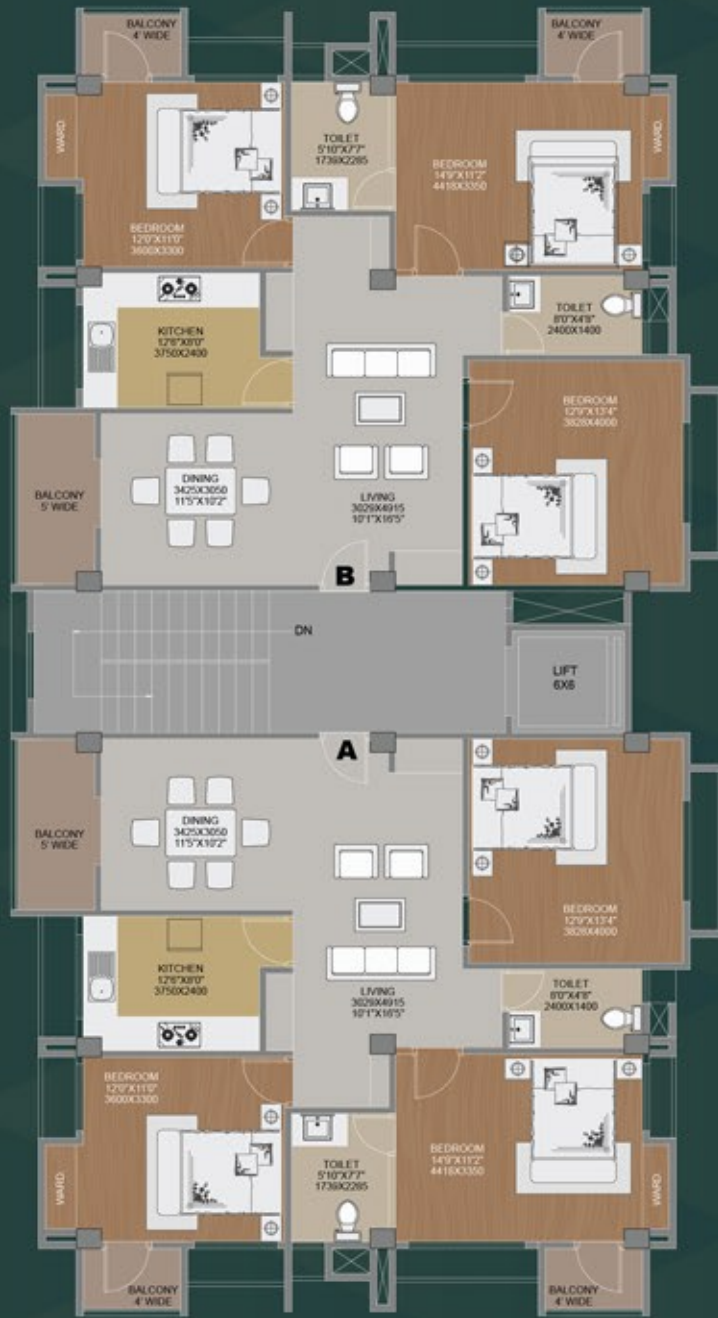 BALCONY
4' WIDE
BALCONY
4' WIDE
WARD.
TOILET
5'10"X7'7"
1739X2285
BEDROOM
14'9"X11'2"
4418X3350
WARD.
BEDROOM
12'0"X11'0"
3600X3300
KITCHEN
12'6"X8'0"
3750X2400
TOILET
8'0"X4'8"
2400X1400
BEDROOM
12'9"X13'4"
3828X4000
BALCONY
5' WIDE
DINING
3425X3050
11'5"X10'2"
LIVING
3029X4915
10'1"X16'5"
B
DN
LIFT
6X6
A
BALCONY
5' WIDE
DINING
3425X3050
11'5"X10'2"
BEDROOM
12'9"X13'4"
3828X4000
KITCHEN
12'6"X8'0"
3750X2400
LIVING
3029X4915
10'1"X16'5"
TOILET
8'0"X4'8"
2400X1400
BEDROOM
12'0"X11'0"
3600X3300
WARD.
TOILET
5'10"X7'7"
1739X2285
BEDROOM
14'9"X11'2"
4418X3350
WARD.
BALCONY
4' WIDE
BALCONY
4' WIDE